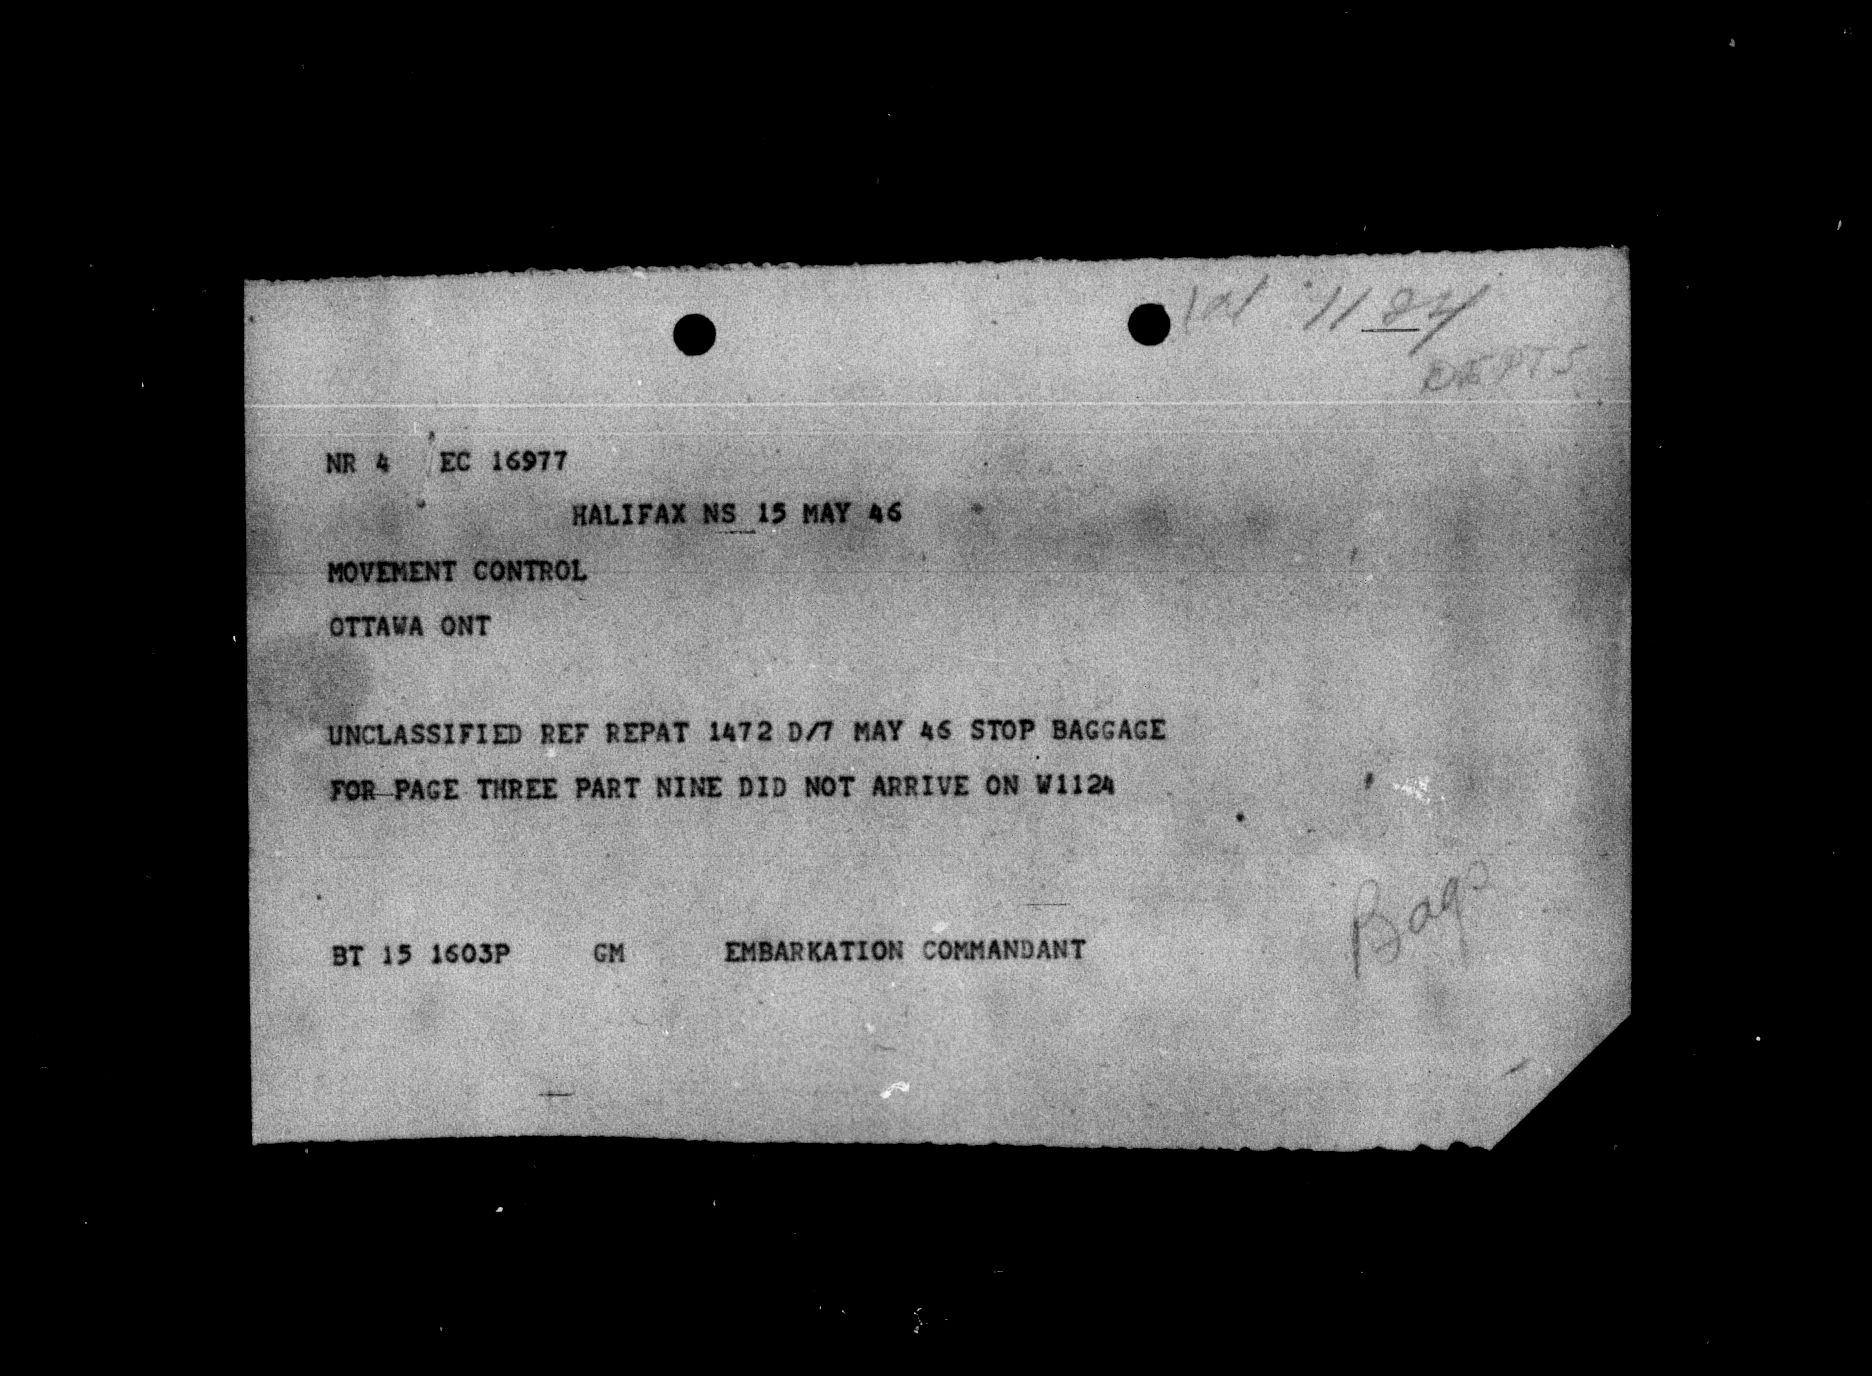 W 1124
DEPTS
NR 4 EC 16977
HALIFAX NS 15 MAY 46
MOVEMENT CONTROL
OTTAWA ONT
UNCLASSIFIED REF REPAT 1472 D/7 MAY 46 STOP BAGGAGE
FOR PAGE THREE PART NINE DID NOT ARRIVE ON W1124
Bags
BT 15 1603P GM EMBARKATION COMMANDANT